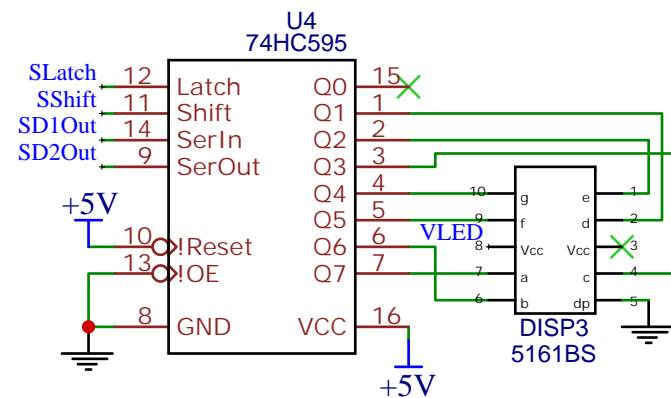 U4
74HC595
SLatch 12 Latch Q0 15
SShift 11 Shift Q1 1
SD1Out 14 SerIn Q2 2
SD2Out 9 SerOut Q3 3
Q4 4 10 g e 1
+5V Q5 5 9 f d 2
10 !Reset Q6 6 VLED 8 Vcc Vcc 3
13 !OE Q7 7 7 a c 4
6 b dp 5
8 GND VCC 16
DISP3
5161BS
+5V